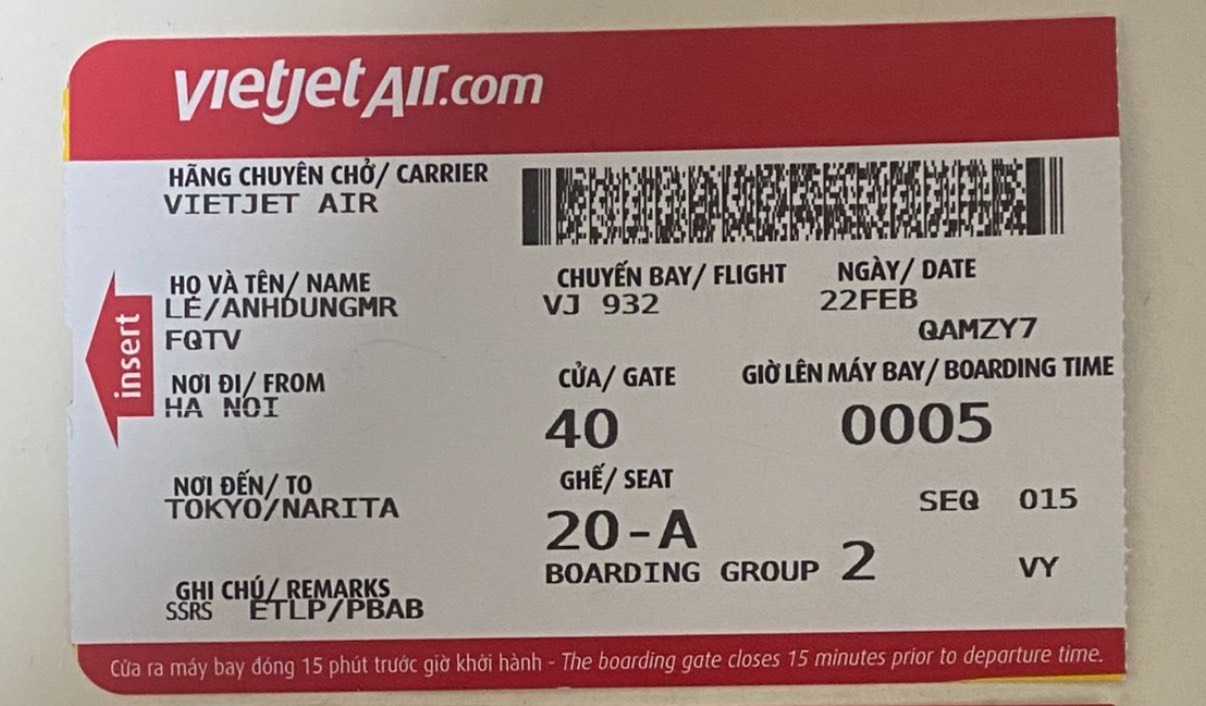 vietjetAir.com
HÃNG CHUYÊN CHỞ/ CARRIER
VIETJET AIR
HỌ VÀ TÊN/ NAME
LE/ANHDUNGMR
FQTV
CHUYẾN BAY/ FLIGHT
VJ 932
NGÀY/ DATE
22FEB
QAMZY7
insert
NƠI ĐI/ FROM
HA NOI
CỬA/ GATE
40
GIỜ LÊN MÁY BAY/ BOARDING TIME
0005
NƠI ĐẾN/ TO
TOKYO/NARITA
GHẾ/ SEAT
20-A
SEQ 015
BOARDING GROUP 2
VY
GHI CHÚ/ REMARKS
SSRS ETLP/PBAB
Cửa ra máy bay đóng 15 phút trước giờ khởi hành - The boarding gate closes 15 minutes prior to departure time.